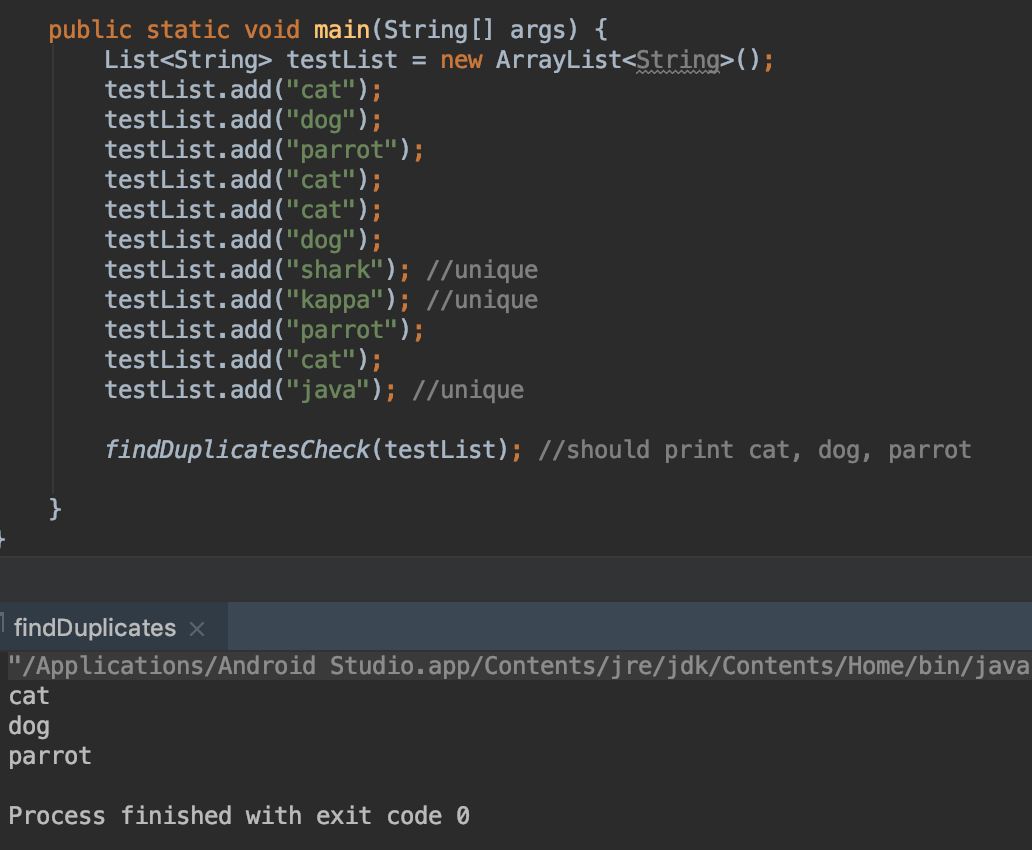 public static void main(String[] args) {
List<String> testList = new ArrayList<String>();
testList.add("cat");
testList.add("dog");
testList.add("parrot");
testList.add("cat");
testList.add("cat");
testList.add("dog");
testList.add("shark"); //unique
testList.add("kappa"); //unique
testList.add("parrot");
testList.add("cat");
testList.add("java"); //unique
findDuplicatesCheck(testList); //should print cat, dog, parrot
}
}
findDuplicates ×
"/Applications/Android Studio.app/Contents/jre/jdk/Contents/Home/bin/java
cat
dog
parrot
Process finished with exit code 0